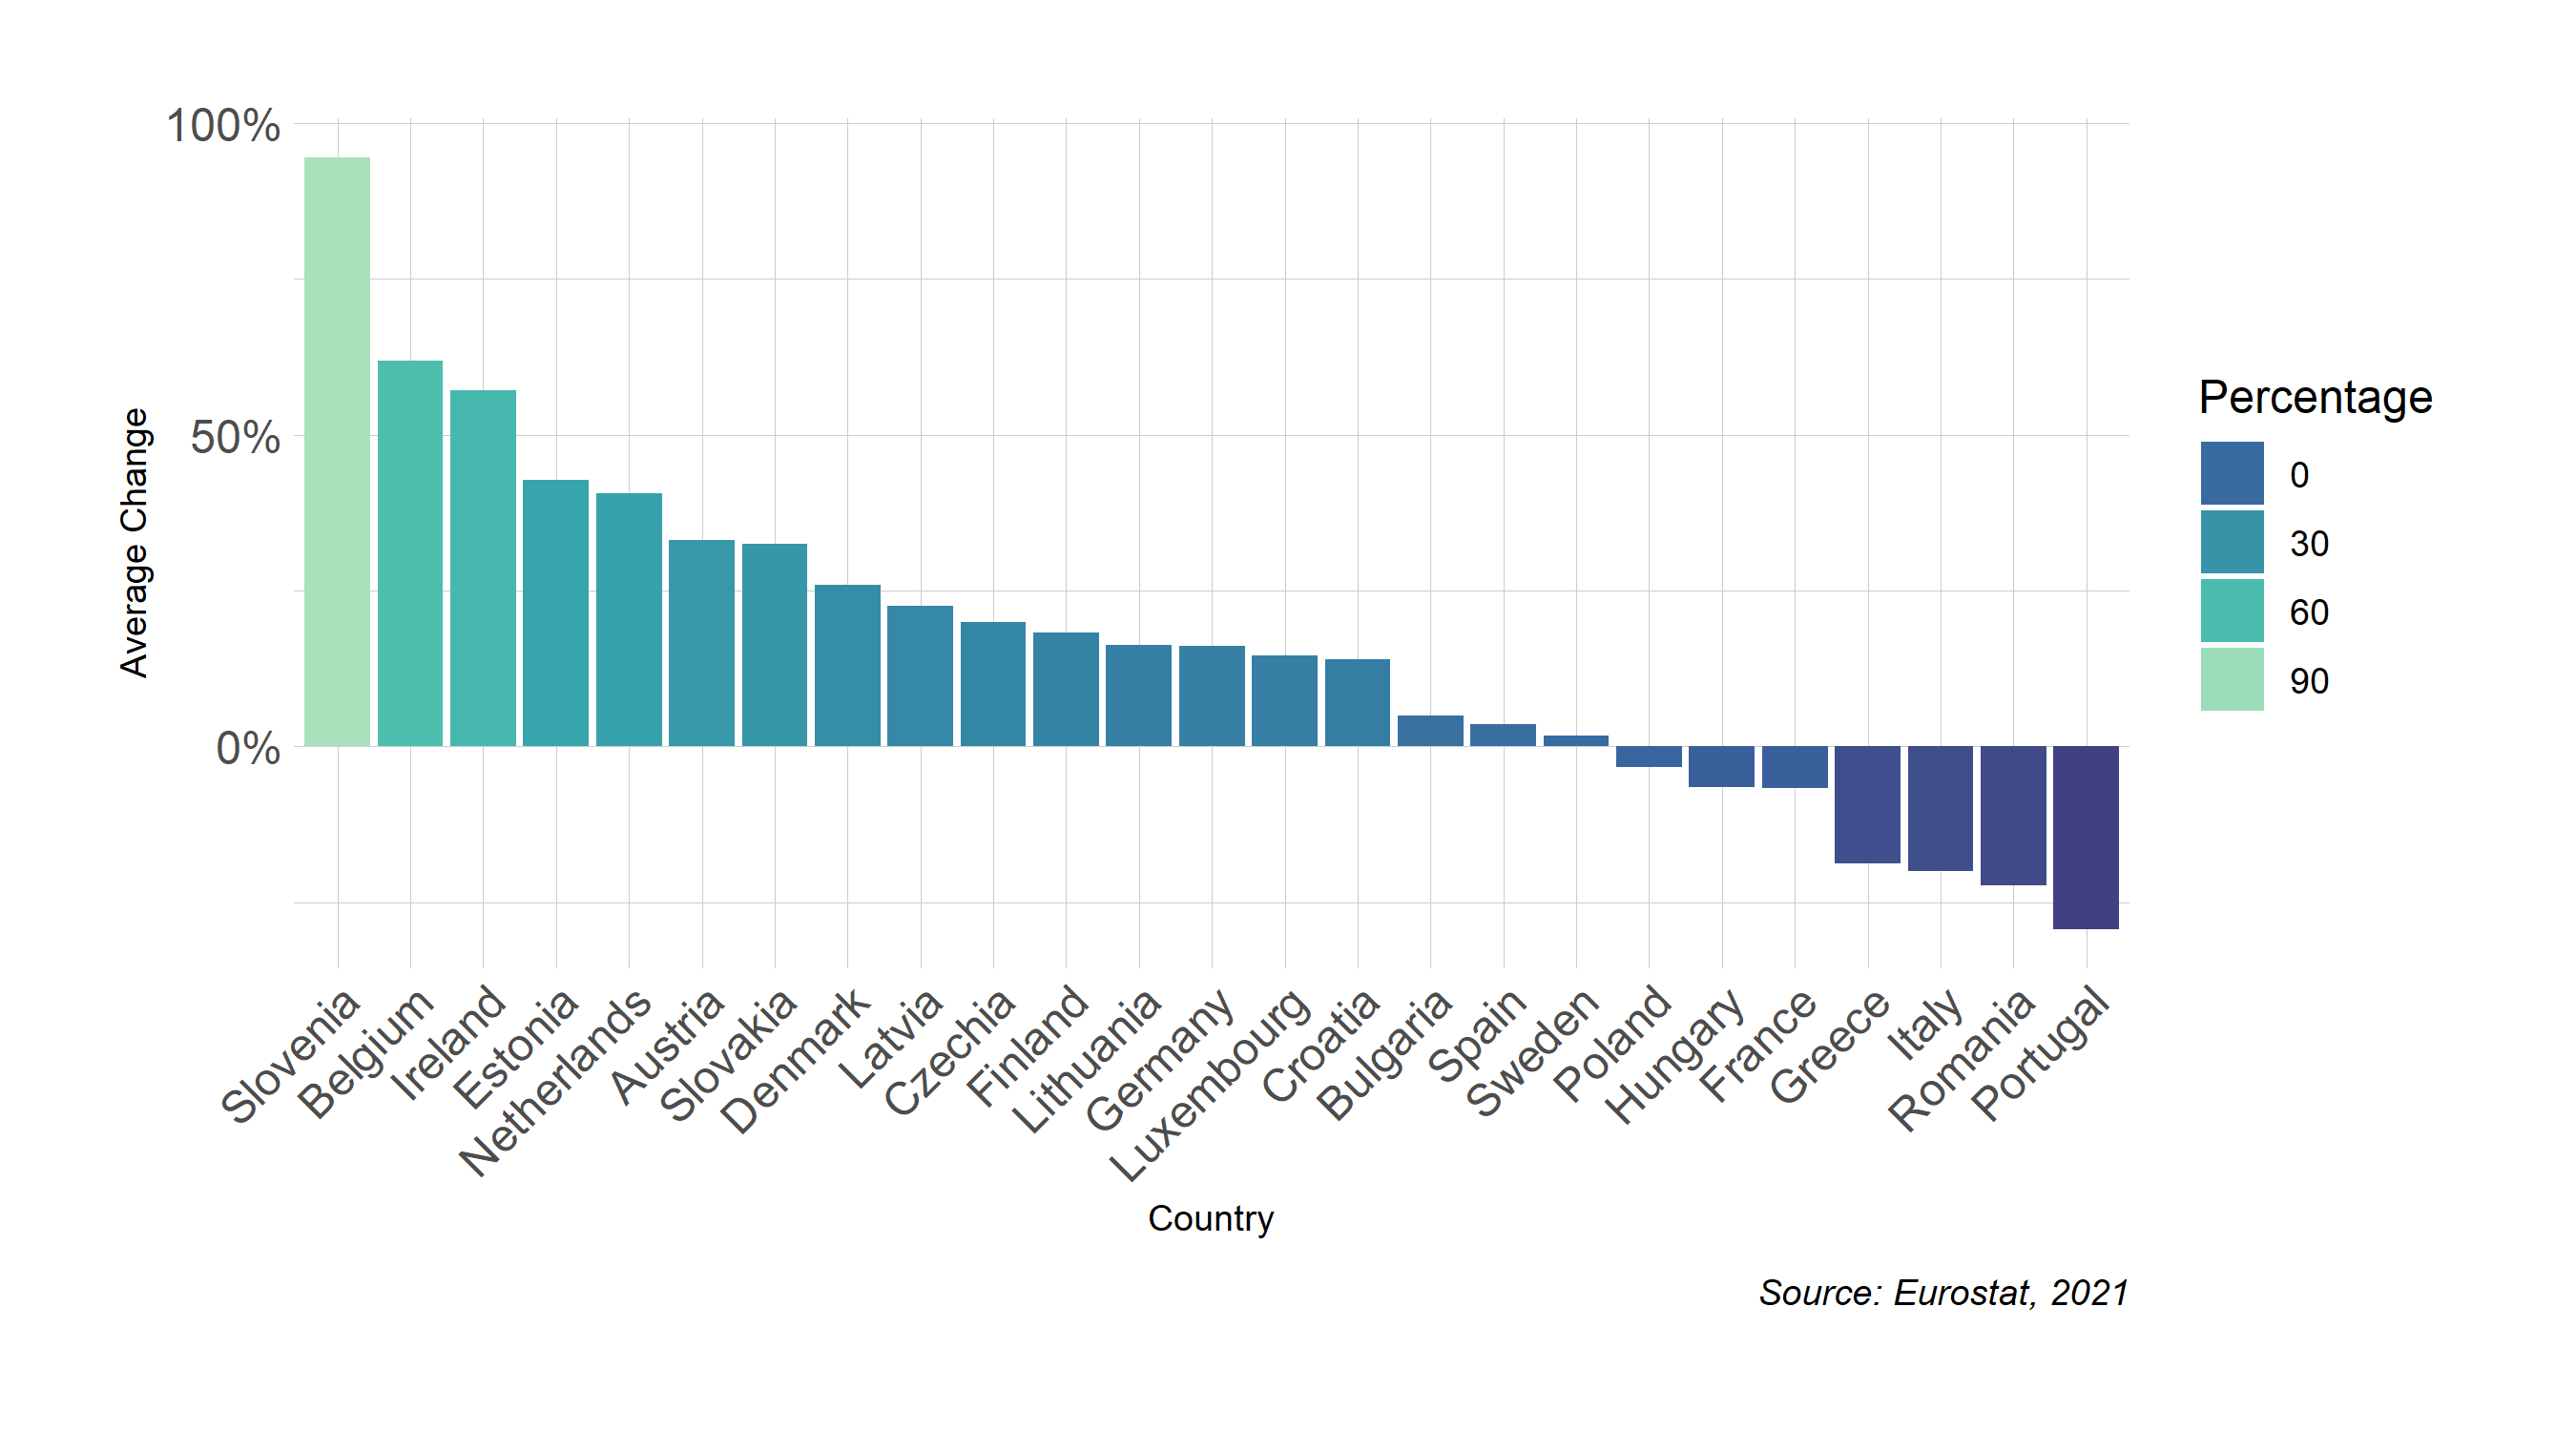 100%
50%
0%
Average Change
Slovenia
Belgium
Ireland
Estonia
Netherlands
Austria
Slovakia
Denmark
Latvia
Czechia
Finland
Lithuania
Germany
Luxembourg
Croatia
Bulgaria
Spain
Sweden
Poland
Hungary
France
Greece
Italy
Romania
Portugal
Country
Percentage
0
30
60
90
Source: Eurostat, 2021